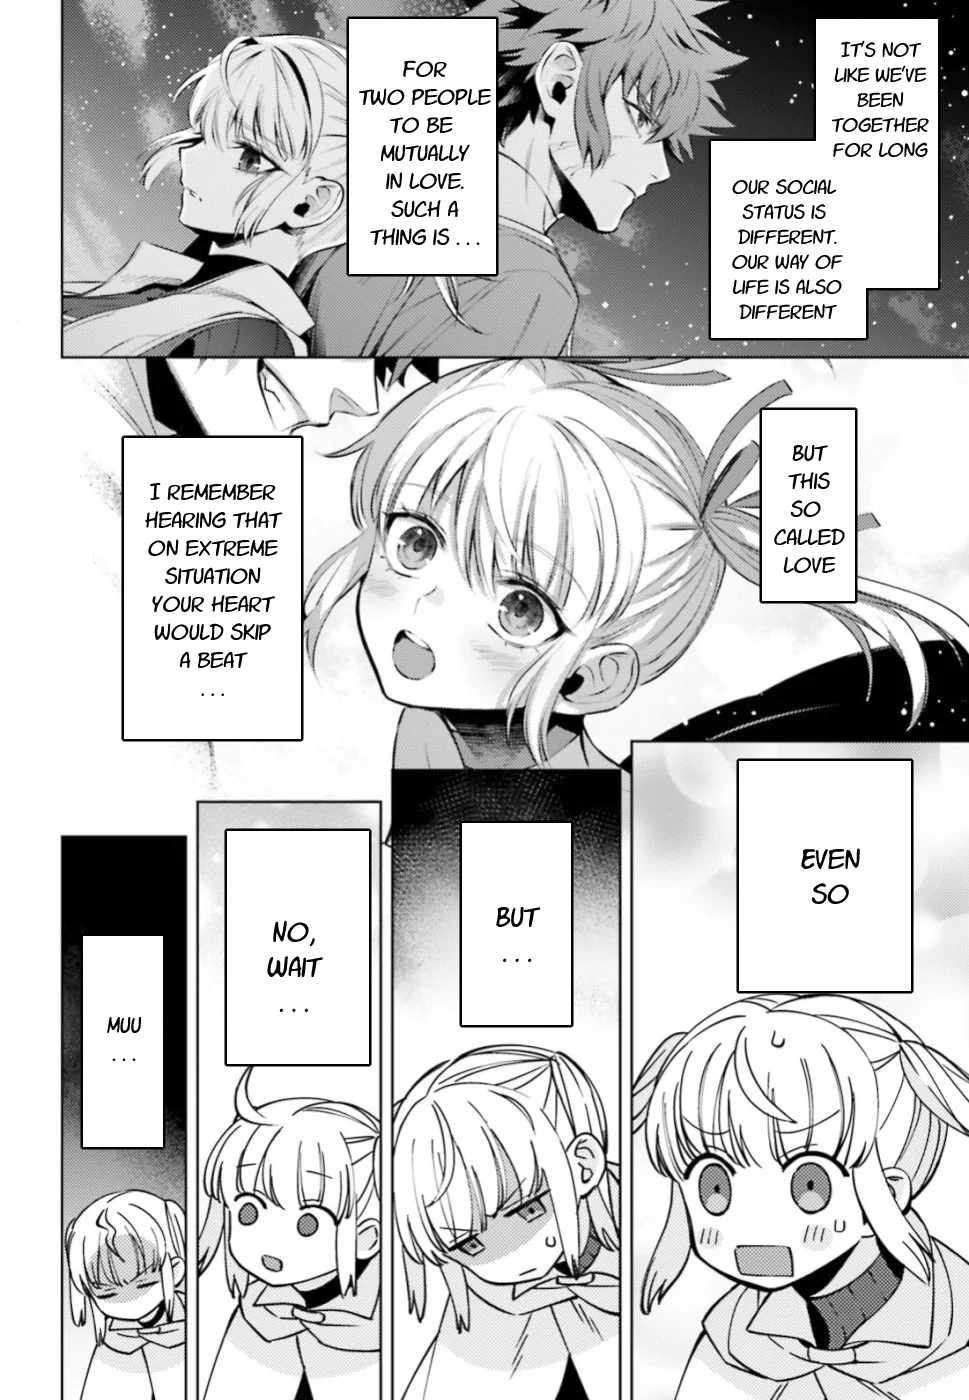 IT'S NOT
LIKE WE'VE
BEEN
TOGETHER
FOR LONG
OUR SOCIAL
STATUS IS
DIFFERENT.
OUR WAY OF
LIFE IS ALSO
DIFFERENT
FOR
TWO PEOPLE
TO BE
MUTUALLY
IN LOVE.
SUCH A
THING IS . . .
BUT
THIS
SO
CALLED
LOVE
I REMEMBER
HEARING THAT
ON EXTREME
SITUATION
YOUR HEART
WOULD SKIP
A BEAT
. . .
EVEN
SO
BUT
. . .
NO,
WAIT
. . .
MUU
. . .